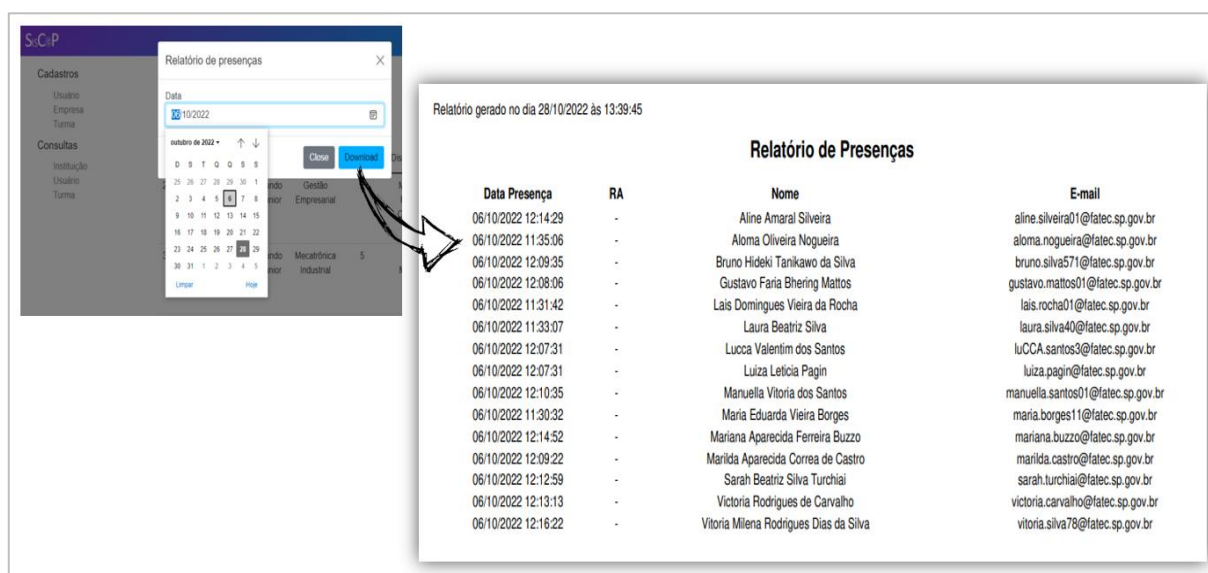 SisCoP
Relatório de presenças
Cadastros
Usuário
Empresa
Turma
Consultas
Instituição
Usuário
Turma
Data:
06/10/2022
outubro de 2022
D S T Q Q S S
25 26 27 28 29 30 1
2 3 4 5 6 7 8
9 10 11 12 13 14 15
16 17 18 19 20 21 22
23 24 25 26 27 28 29
30 31 1 2 3 4 5
Limpar Hoje
Close Download
Gestão
Empresarial
Mecatrônica 5
Industrial
Relatório gerado no dia 28/10/2022 às 13:39:45
Relatório de Presenças
Data Presença RA Nome E-mail
06/10/2022 12:14:29 - Aline Amaral Silveira aline.silveira01@fatec.sp.gov.br
06/10/2022 11:35:06 - Aloma Oliveira Nogueira aloma.nogueira@fatec.sp.gov.br
06/10/2022 12:09:35 - Bruno Hideki Tanikawo da Silva bruno.silva571@fatec.sp.gov.br
06/10/2022 12:08:06 - Gustavo Faria Bhering Mattos gustavo.mattos01@fatec.sp.gov.br
06/10/2022 11:31:42 - Lais Domingues Vieira da Rocha lais.rocha01@fatec.sp.gov.br
06/10/2022 11:33:07 - Laura Beatriz Silva laura.silva40@fatec.sp.gov.br
06/10/2022 12:07:31 - Lucca Valentim dos Santos luCCA.santos3@fatec.sp.gov.br
06/10/2022 12:07:31 - Luiza Leticia Pagin luiza.pagin@fatec.sp.gov.br
06/10/2022 12:10:35 - Manuella Vitoria dos Santos manuella.santos01@fatec.sp.gov.br
06/10/2022 11:30:32 - Maria Eduarda Vieira Borges maria.borges11@fatec.sp.gov.br
06/10/2022 12:14:52 - Mariana Aparecida Ferreira Buzzo mariana.buzzo@fatec.sp.gov.br
06/10/2022 12:09:22 - Marilda Aparecida Correa de Castro marilda.castro@fatec.sp.gov.br
06/10/2022 12:12:59 - Sarah Beatriz Silva Turchiai sarah.turchiai@fatec.sp.gov.br
06/10/2022 12:13:13 - Victoria Rodrigues de Carvalho victoria.carvalho@fatec.sp.gov.br
06/10/2022 12:16:22 - Vitoria Milena Rodrigues Dias da Silva vitoria.silva78@fatec.sp.gov.br